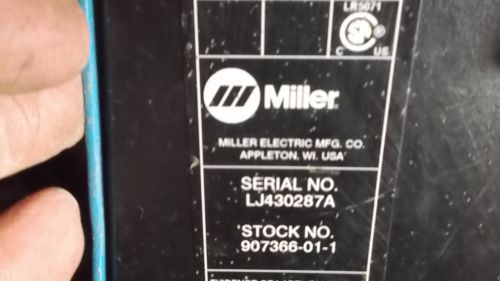 LR5071
C US
Miller
MILLER ELECTRIC MFG. CO.
APPLETON, WI. USA
SERIAL NO.
LJ430287A
STOCK NO.
907366-01-1